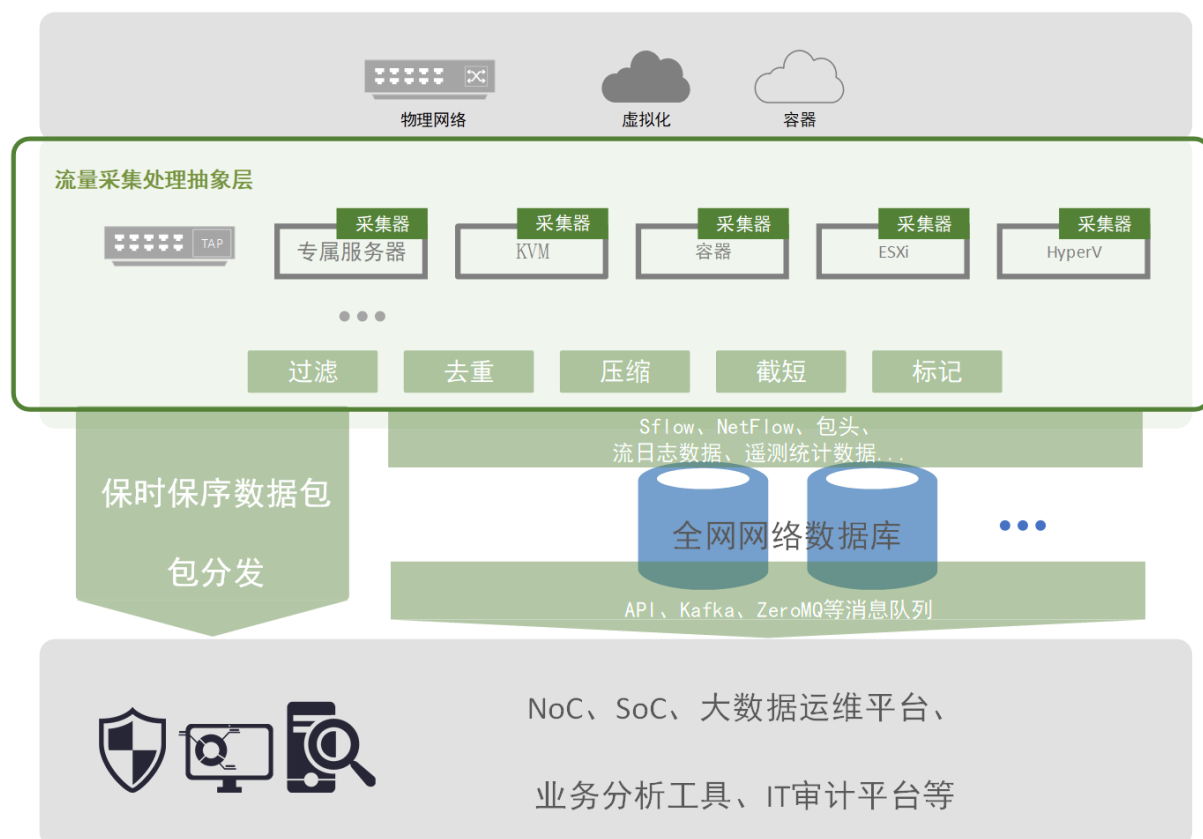 物理网络
虚拟化
容器
流量采集处理抽象层
TAP
采集器
专属服务器
采集器
KVM
采集器
容器
采集器
ESXi
采集器
HyperV
过滤
去重
压缩
截短
标记
Sflow、NetFlow、包头、
流日志数据、遥测统计数据...
保时保序数据包
包分发
全网网络数据库
API、Kafka、ZeroMQ等消息队列
NoC、SoC、大数据运维平台、
业务分析工具、IT审计平台等